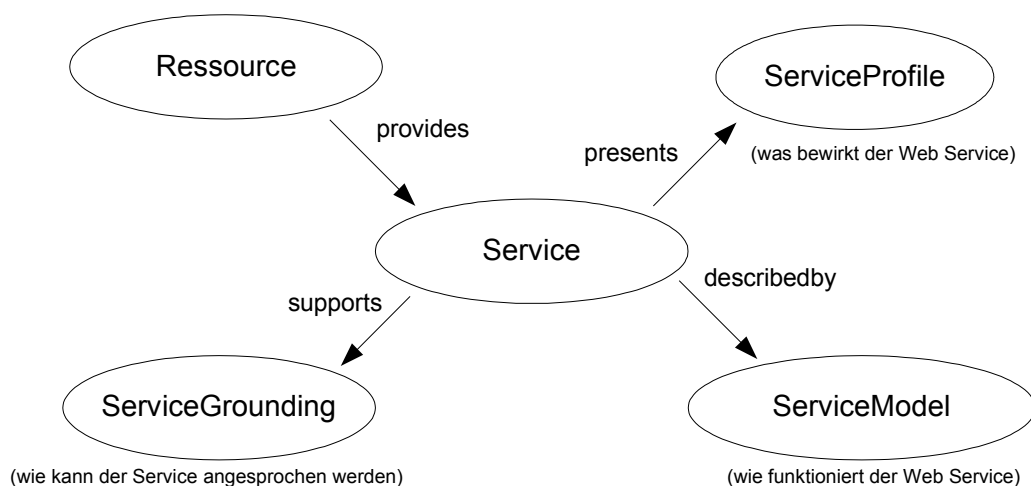 Ressource
ServiceProfile
provides
presents
(was bewirkt der Web Service)
Service
describedby
supports
ServiceGrounding
ServiceModel
(wie kann der Service angesprochen werden)
(wie funktioniert der Web Service)